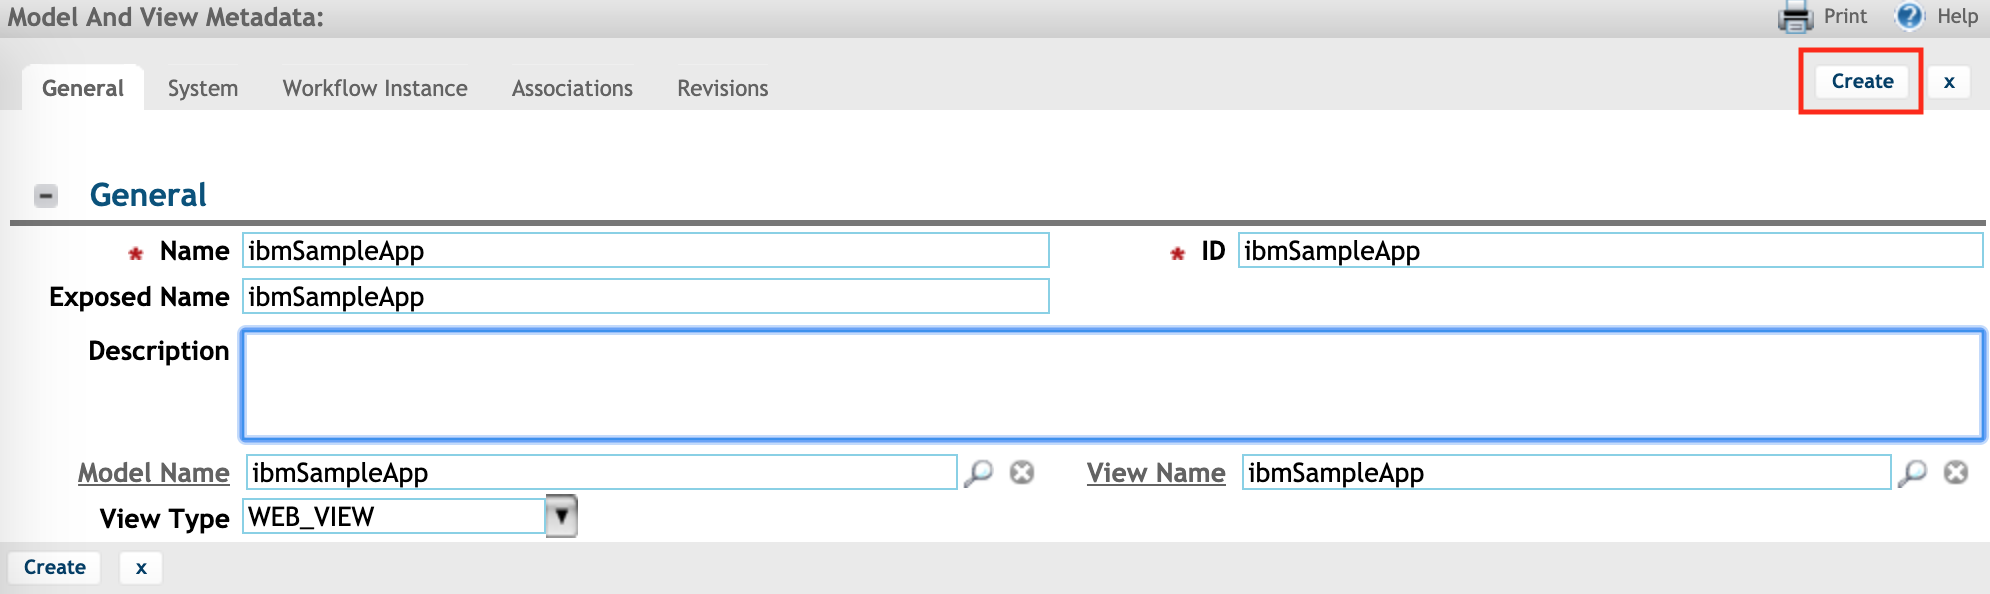 Model And View Metadata: Print Help
General System Workflow Instance Associations Revisions Create x
General
* Name ibmSampleApp * ID ibmSampleApp
Exposed Name ibmSampleApp
Description
Model Name ibmSampleApp View Name ibmSampleApp
View Type WEB_VIEW
Create x